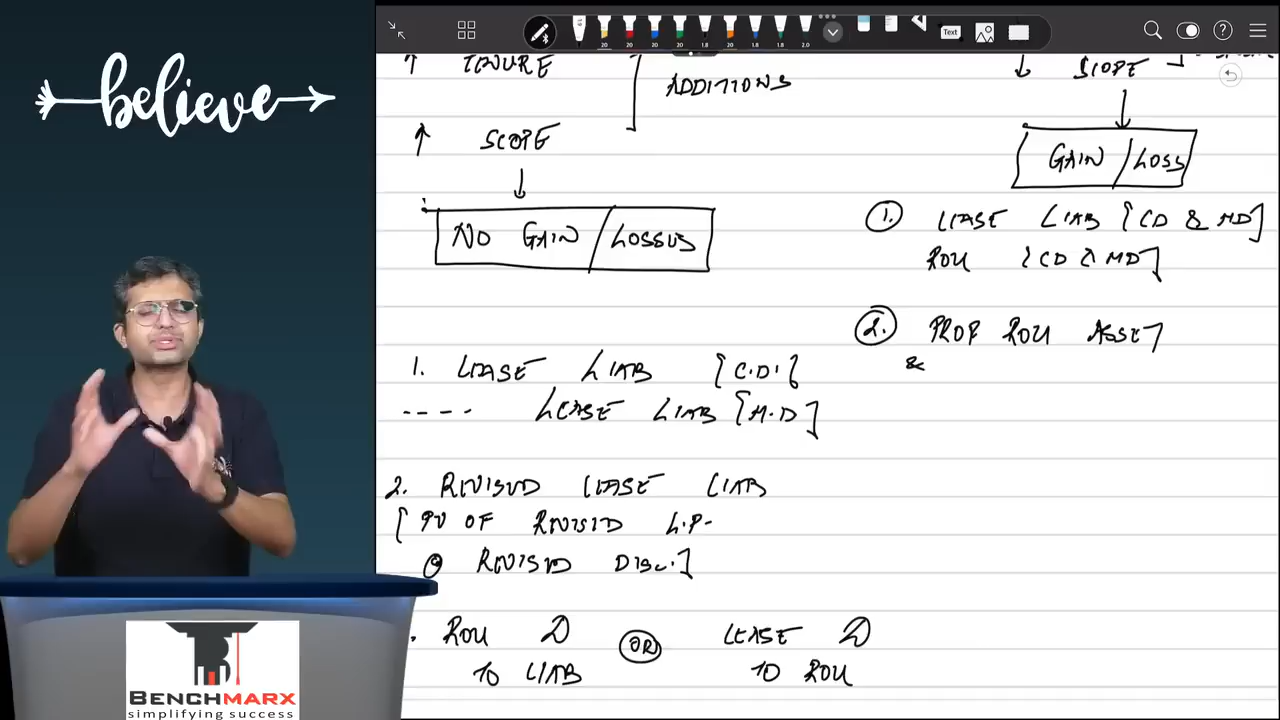 believe
Text
↑ TENURE
ADDITIONS
↑ SCOPE
↓
NO GAIN / LOSSES
1. LEASE LIAB [C.D.]
---- LEASE LIAB [M.D]
2. REVISED LEASE LIAB
[PV OF REVISED L.P.
@ REVISED DISC.]
. ROU D
TO LIAB
OR
LEASE D
TO ROU
↓ SCOPE
GAIN / LOSS
1. LEASE LIAB [CD & MD]
ROU [CD & MD]
2. PROP ROU ASSET
&
BENCHMARX
simplifying success